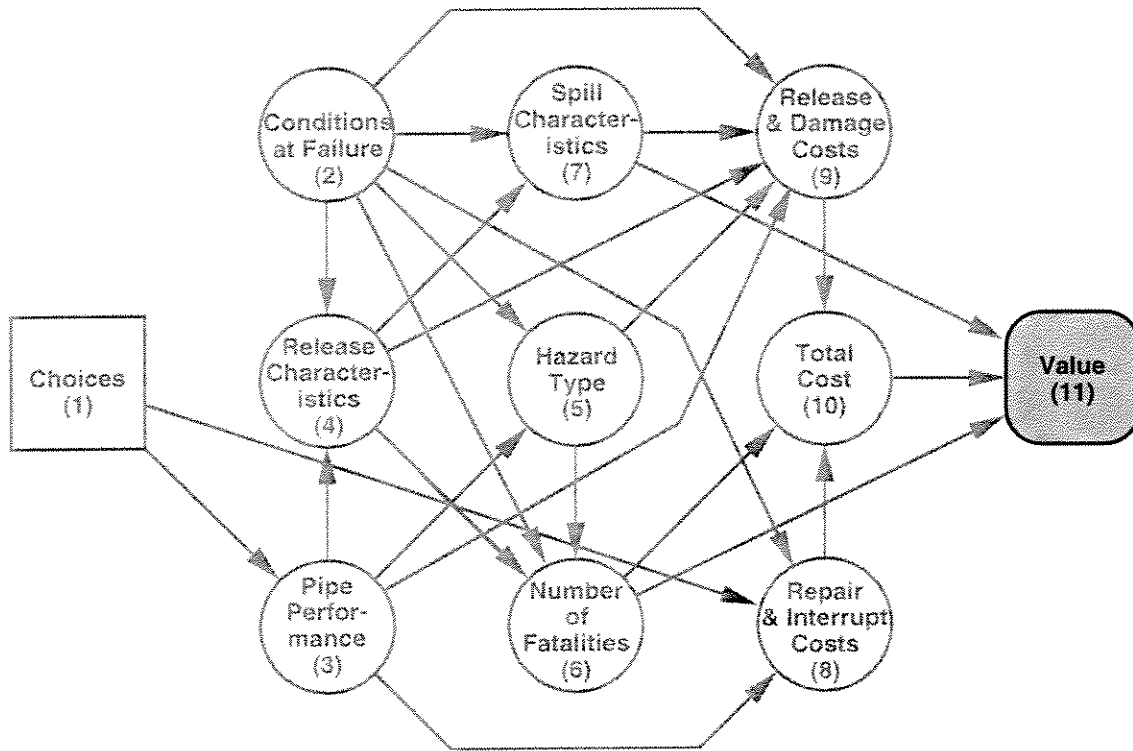 Conditions
at Failure
(2)
Spill
Character-
istics
(7)
Release
& Damage
Costs
(9)
Choices
(1)
Release
Character-
istics
(4)
Hazard
Type
(5)
Total
Cost
(10)
Value
(11)
Pipe
Perfor-
mance
(3)
Number
of
Fatalities
(6)
Repair
& Interrupt
Costs
(8)